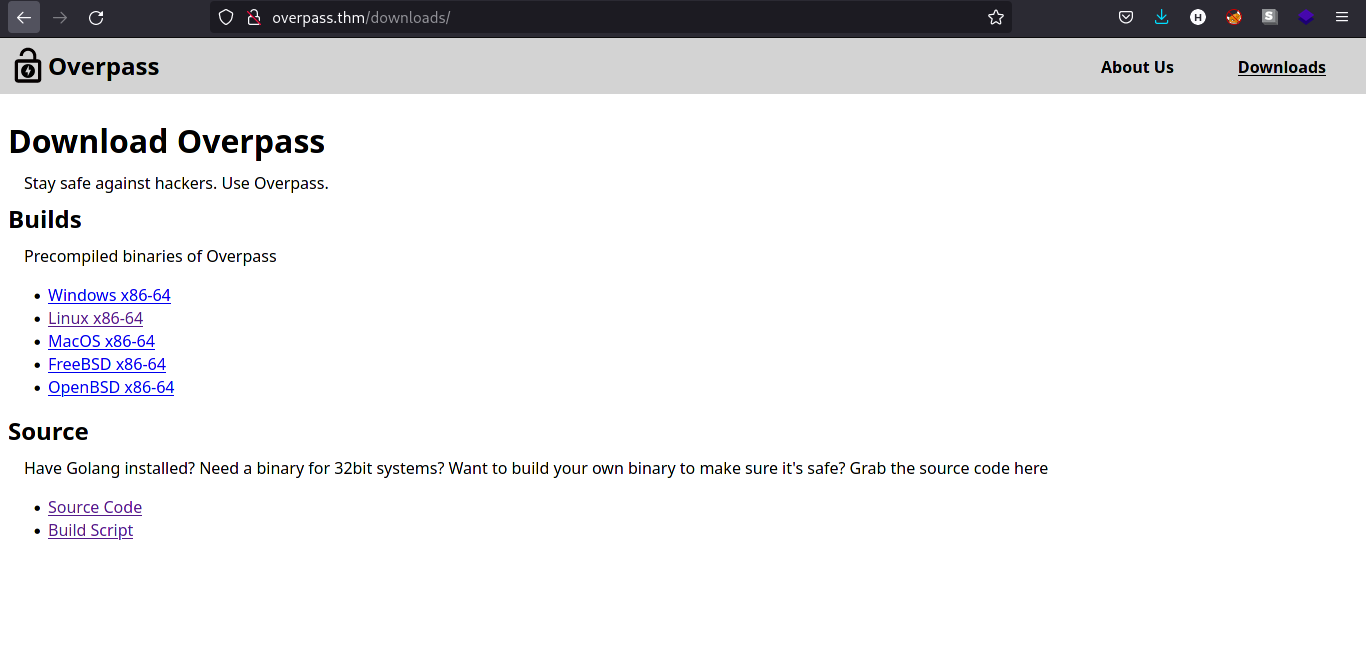 overpass.thm/downloads/
H
S
Overpass
About Us
Downloads
Download Overpass
Stay safe against hackers. Use Overpass.
Builds
Precompiled binaries of Overpass
Windows x86-64
Linux x86-64
MacOS x86-64
FreeBSD x86-64
OpenBSD x86-64
Source
Have Golang installed? Need a binary for 32bit systems? Want to build your own binary to make sure it's safe? Grab the source code here
Source Code
Build Script